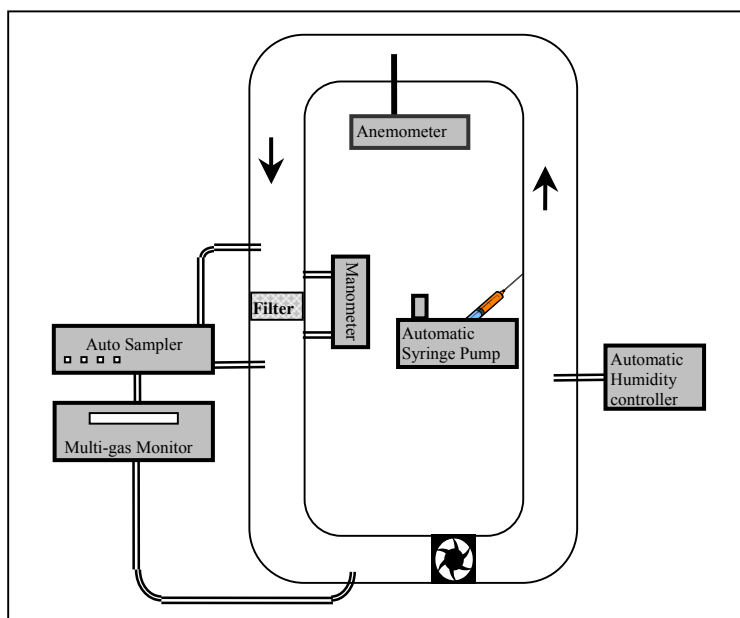 Anemometer
Manometer
Filter
Auto Sampler
Automatic
Syringe Pump
Automatic
Humidity
controller
Multi-gas Monitor